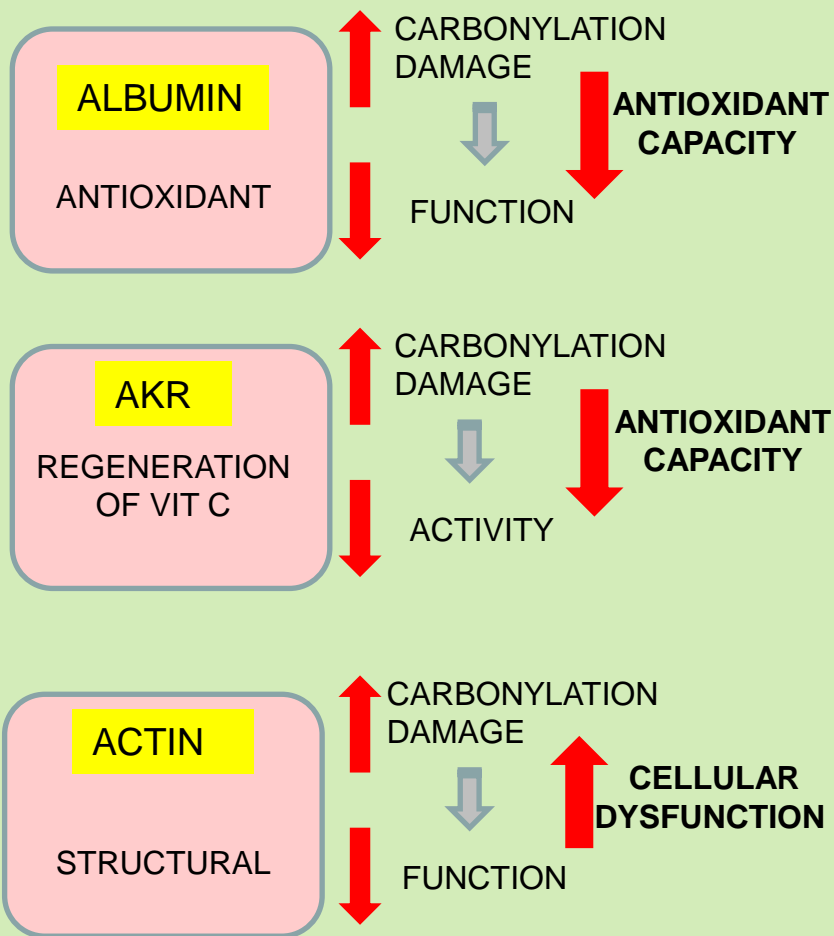 ALBUMIN
ANTIOXIDANT
CARBONYLATION
DAMAGE
FUNCTION
ANTIOXIDANT
CAPACITY
AKR
REGENERATION
OF VIT C
CARBONYLATION
DAMAGE
ACTIVITY
ANTIOXIDANT
CAPACITY
ACTIN
STRUCTURAL
CARBONYLATION
DAMAGE
FUNCTION
CELLULAR
DYSFUNCTION